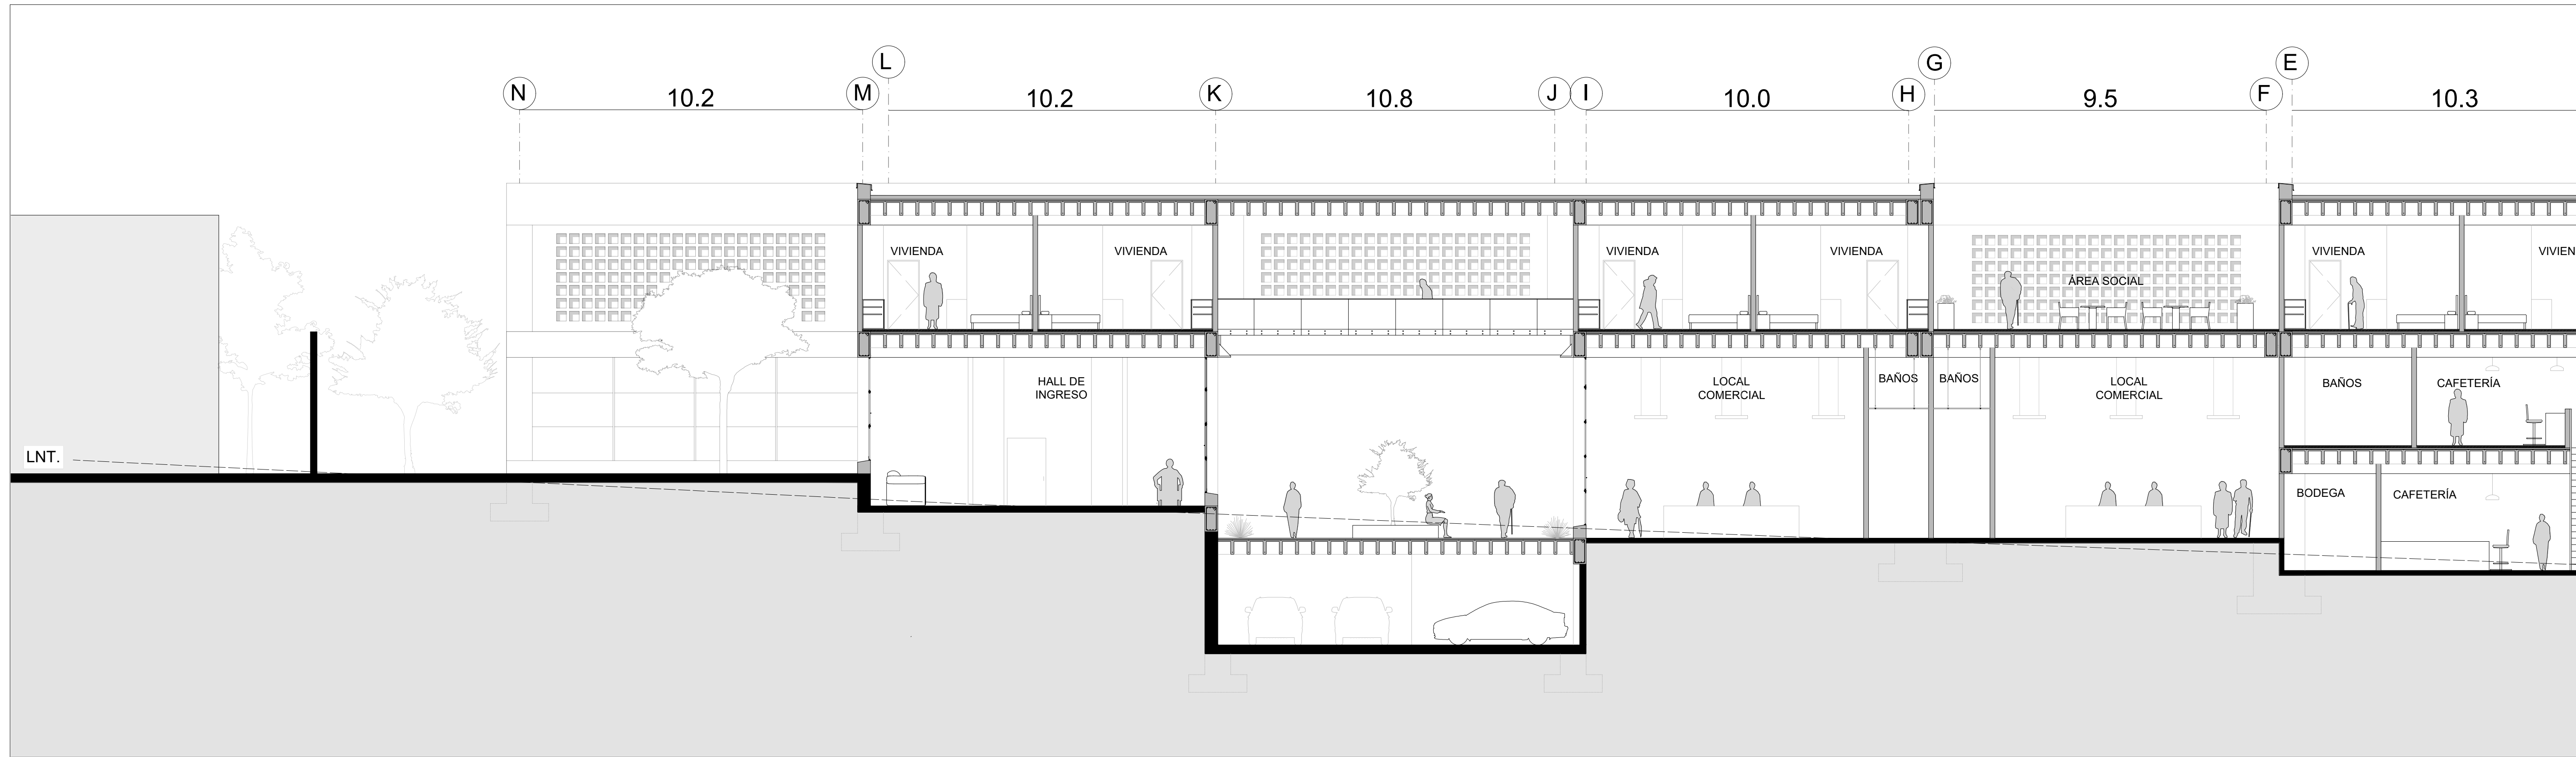 L
G
E
N
10.2
M
10.2
K
10.8
J
I
10.0
H
9.5
F
10.3
VIVIENDA
VIVIENDA
VIVIENDA
VIVIENDA
ÁREA SOCIAL
VIVIENDA
VIVIEN
HALL DE
INGRESO
LOCAL
COMERCIAL
BAÑOS
BAÑOS
LOCAL
COMERCIAL
BAÑOS
CAFETERÍA
LNT.
BODEGA
CAFETERÍA